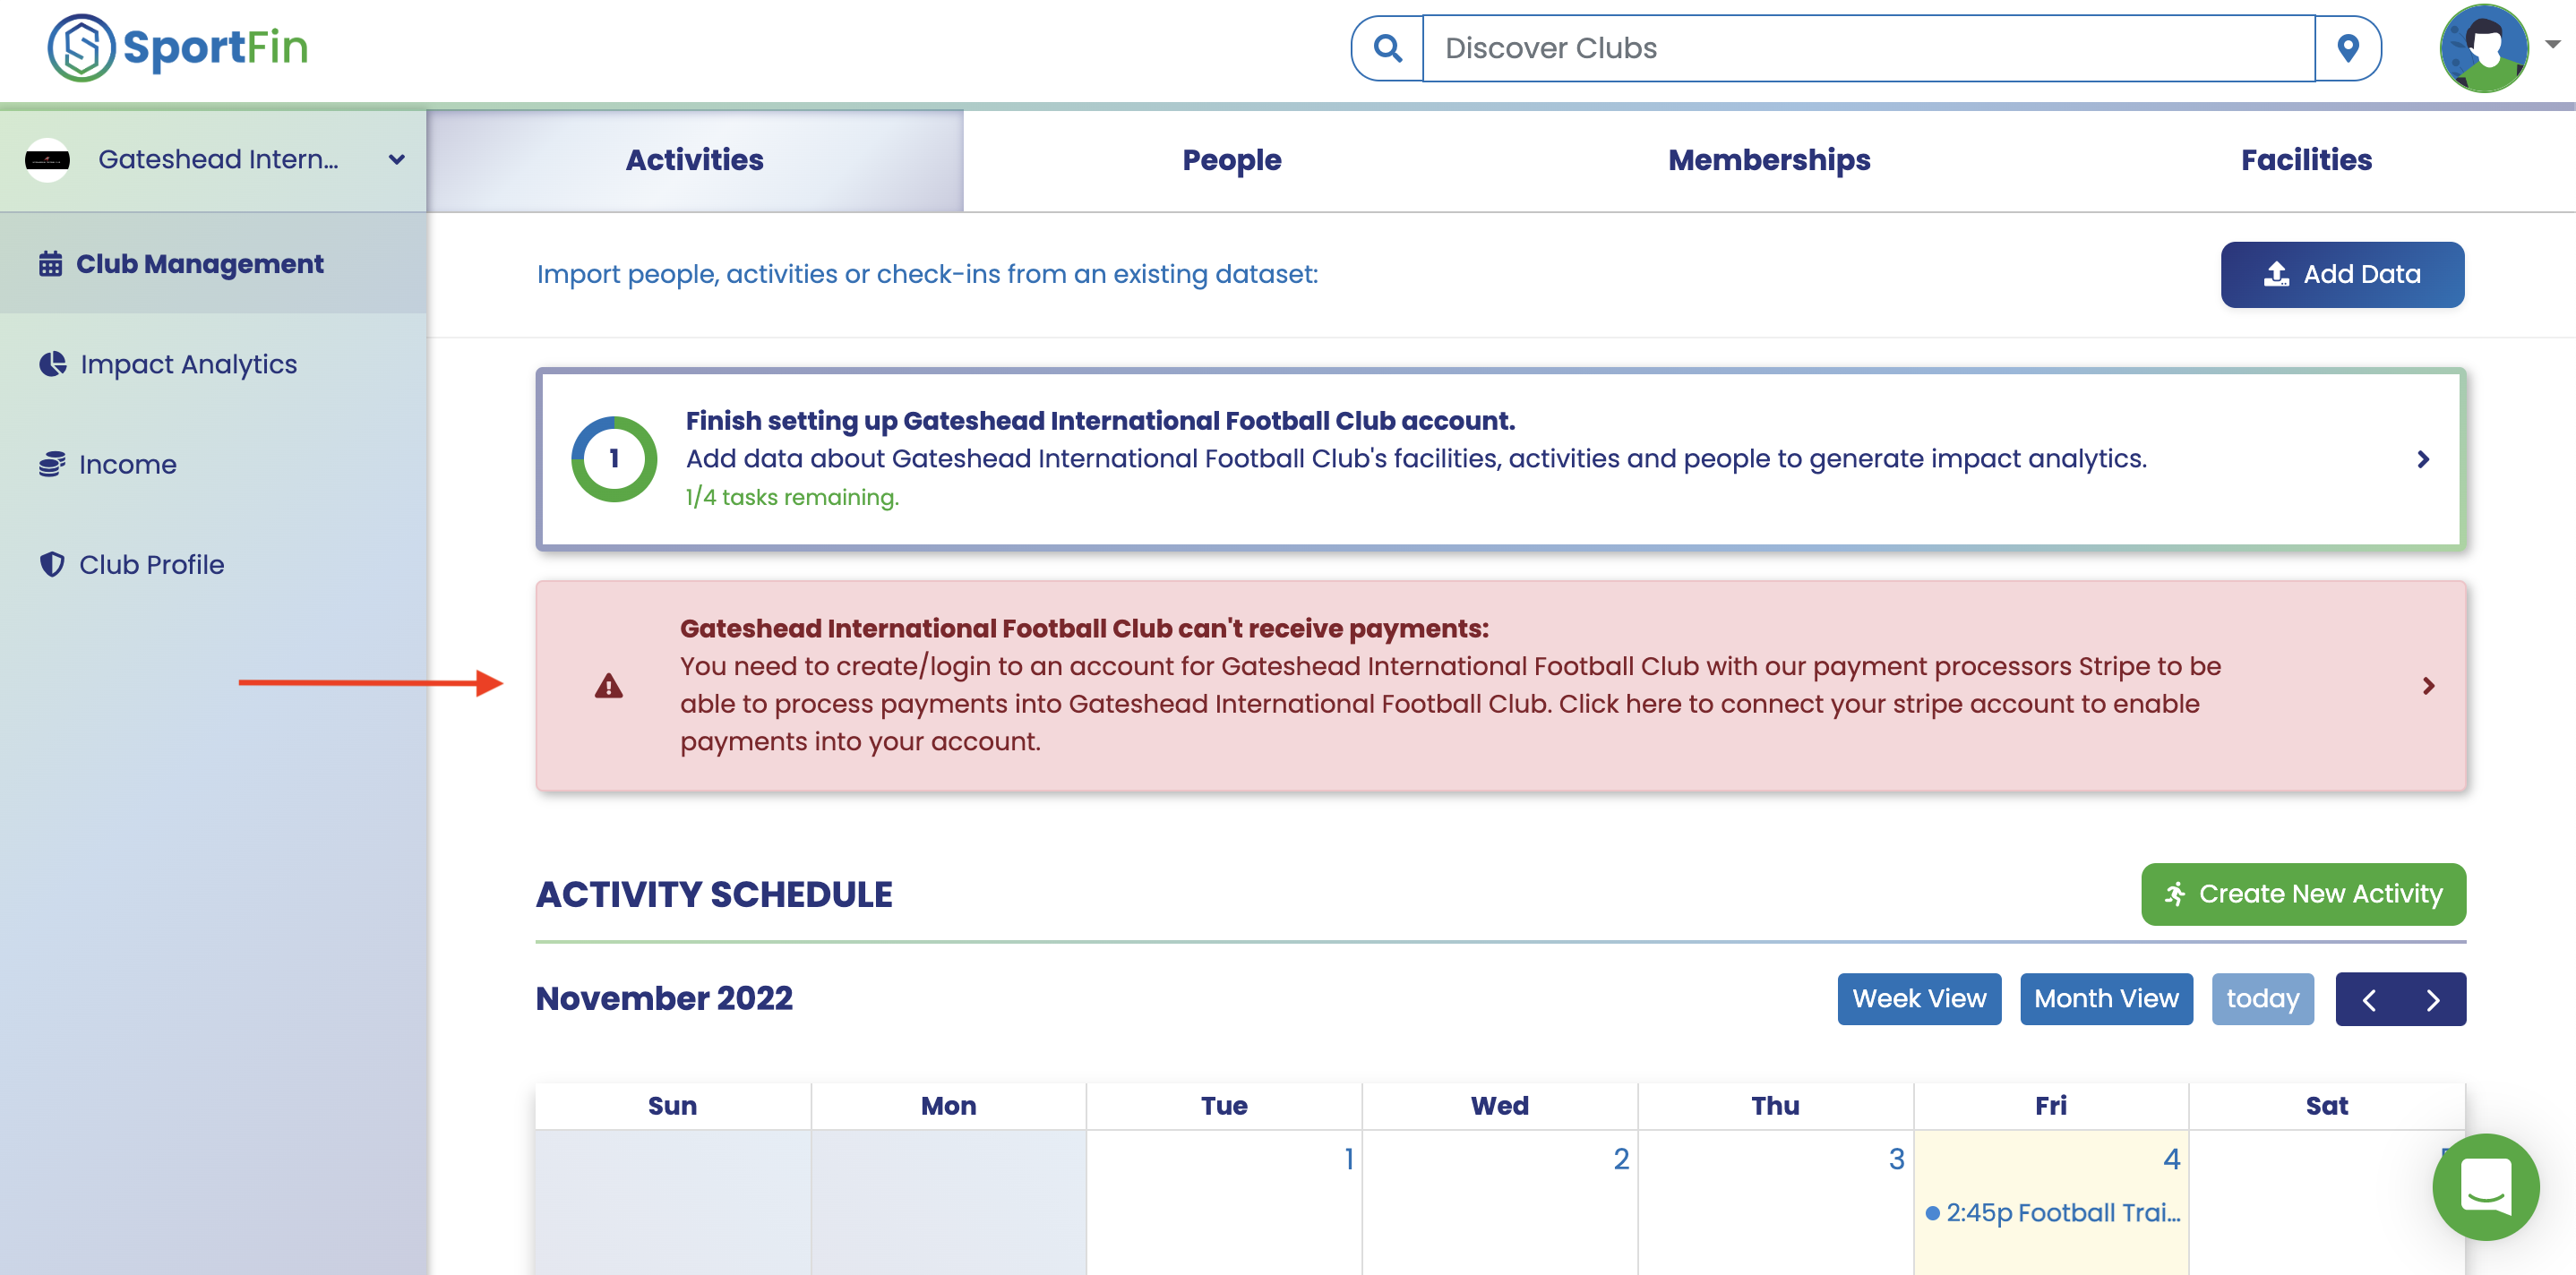 SportFin
Discover Clubs
Gateshead Intern...
Activities
People
Memberships
Facilities
Club Management
Impact Analytics
Income
Club Profile
Import people, activities or check-ins from an existing dataset:
Add Data
1
Finish setting up Gateshead International Football Club account.
Add data about Gateshead International Football Club's facilities, activities and people to generate impact analytics.
1/4 tasks remaining.
Gateshead International Football Club can't receive payments:
You need to create/login to an account for Gateshead International Football Club with our payment processors Stripe to be
able to process payments into Gateshead International Football Club. Click here to connect your stripe account to enable
payments into your account.
ACTIVITY SCHEDULE
Create New Activity
November 2022
Week View
Month View
today
Sun
Mon
Tue
Wed
Thu
Fri
Sat
1
2
3
4
2:45p Football Trai...